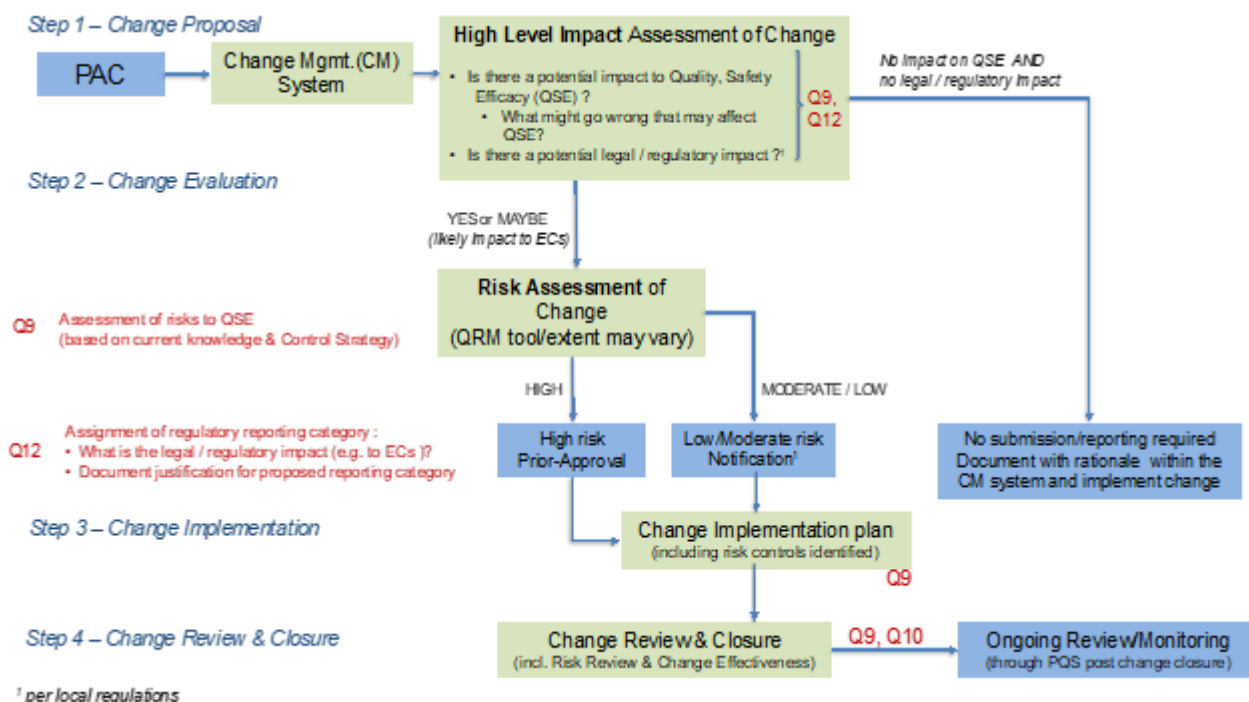 Step 1 – Change Proposal
PAC
Change Mgmt.(CM)
System
High Level Impact Assessment of Change
• Is there a potential impact to Quality, Safety
Efficacy (QSE) ?
• What might go wrong that may affect
QSE?
• Is there a potential legal / regulatory impact ?¹
Q9,
Q12
No Impact on QSE AND
no legal / regulatory impact
Step 2 – Change Evaluation
YES or MAYBE
(likely impact to ECs)
Risk Assessment of
Change
(QRM tool/extent may vary)
Q9
Assessment of risks to QSE
(based on current knowledge & Control Strategy)
HIGH
MODERATE / LOW
Q12
Assignment of regulatory reporting category :
• What is the legal / regulatory impact (e.g. to ECs )?
• Document justification for proposed reporting category
High risk
Prior-Approval
Low/Moderate risk
Notification¹
No submission/reporting required
Document with rationale within the
CM system and implement change
Step 3 – Change Implementation
Change Implementation plan
(including risk controls identified)
Q9
Step 4 – Change Review & Closure
Change Review & Closure
(incl. Risk Review & Change Effectiveness)
Q9, Q10
Ongoing Review/Monitoring
(through PQS post change closure)
¹ per local regulations